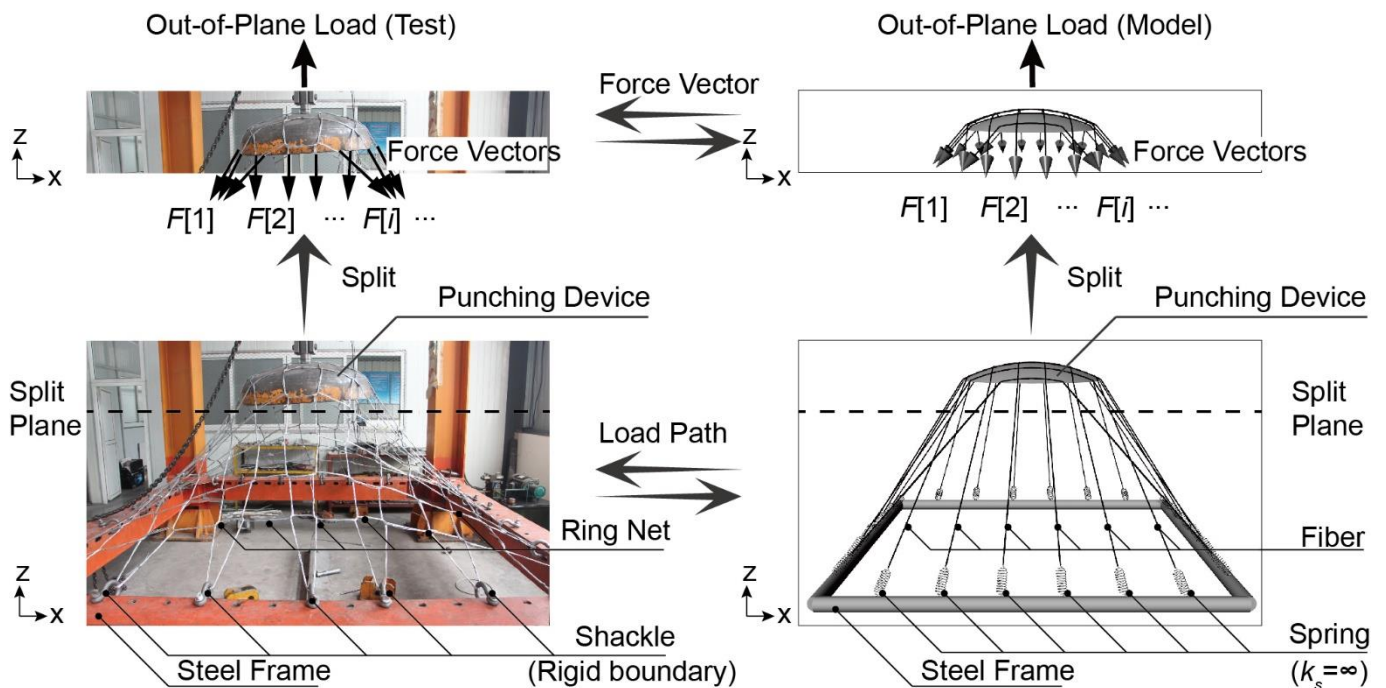 Out-of-Plane Load (Test)
Out-of-Plane Load (Model)
Force Vector
z
x
Force Vectors
z
x
Force Vectors
F[1] F[2] ... F[i] ...
F[1] F[2] ... F[i] ...
Split
Split
Punching Device
Punching Device
Split
Plane
Split
Plane
Load Path
Ring Net
Fiber
z
x
z
x
Shackle
(Rigid boundary)
Steel Frame
Spring
(kₛ=∞)
Steel Frame